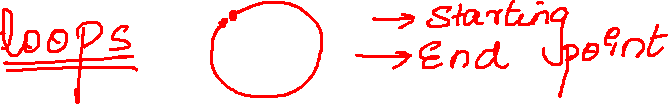 loops
→ Starting
→ End point